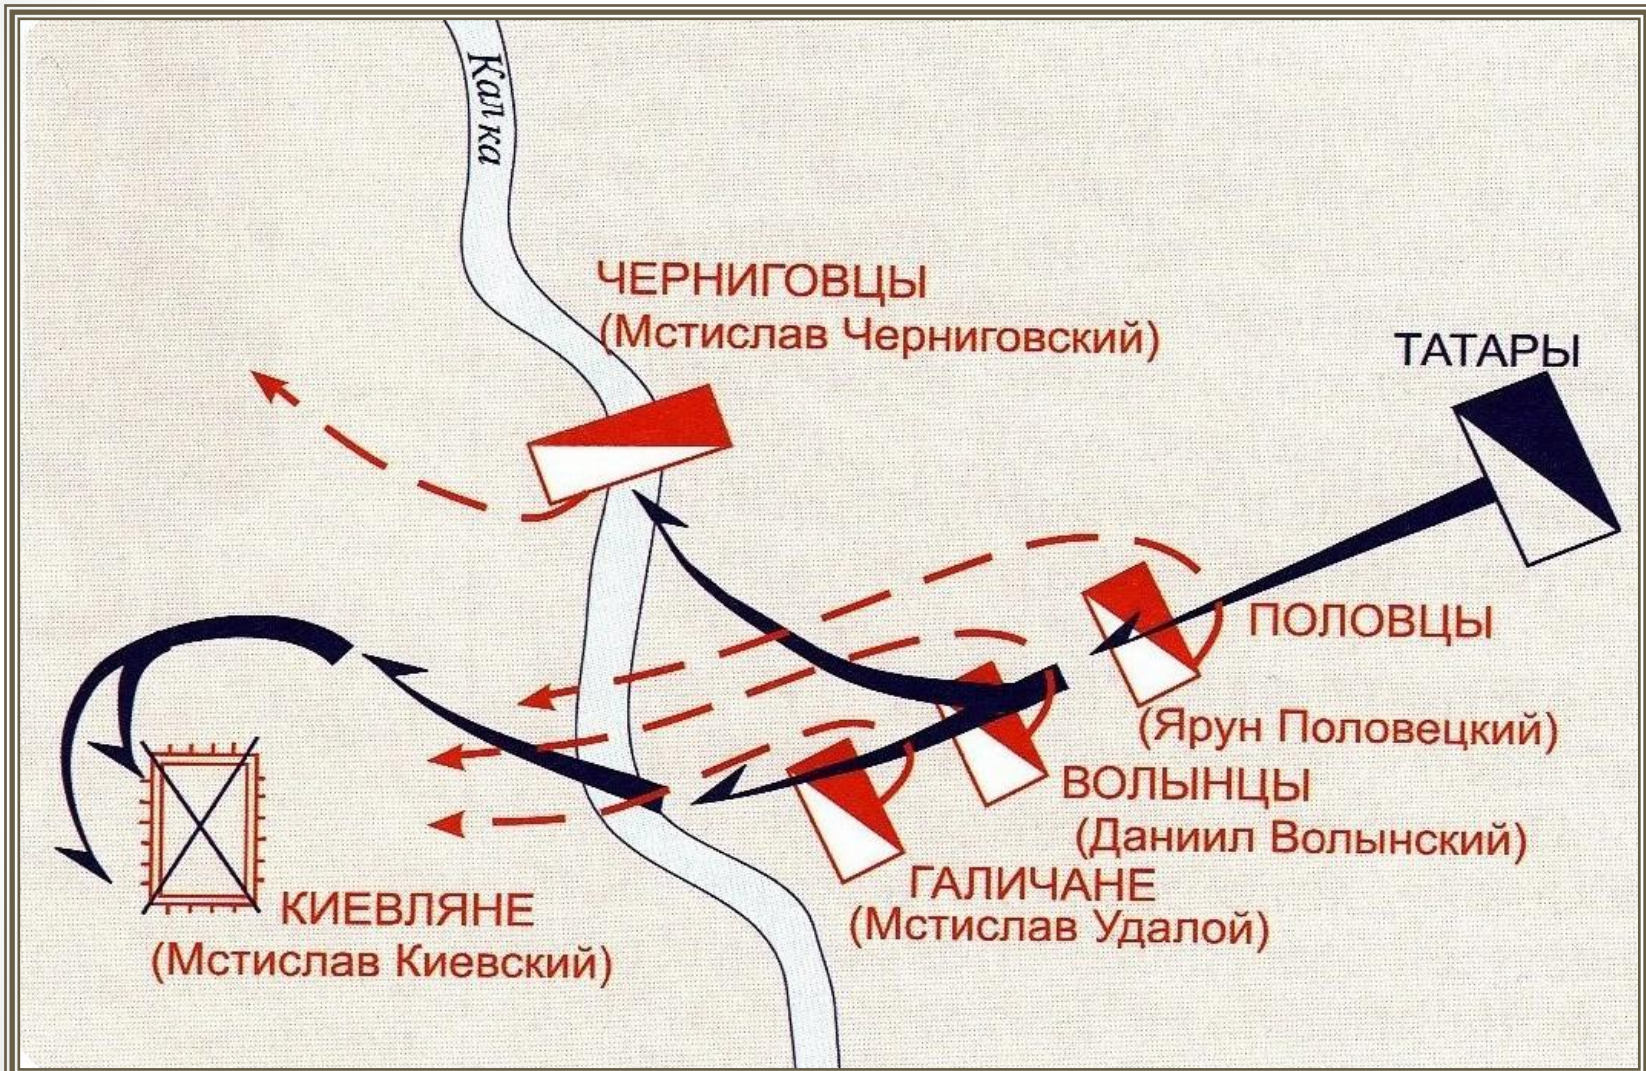 Калка
ЧЕРНИГОВЦЫ
(Мстислав Черниговский)
ТАТАРЫ
ПОЛОВЦЫ
(Ярун Половецкий)
ВОЛЫНЦЫ
(Даниил Волынский)
ГАЛИЧАНЕ
(Мстислав Удалой)
КИЕВЛЯНЕ
(Мстислав Киевский)